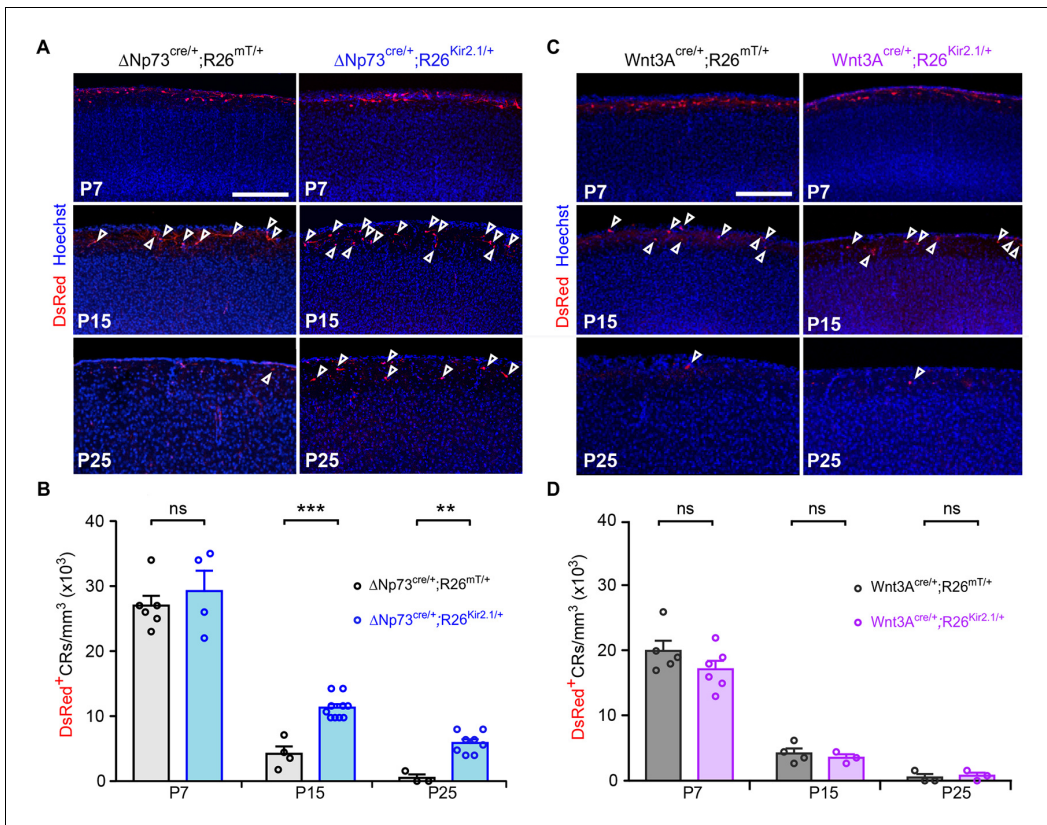 A
ΔNp73cre/+;R26mT/+
ΔNp73cre/+;R26Kir2.1/+
DsRed Hoechst
P7
P7
P15
P15
P25
P25
B
DsRed+CRs/mm3 (x103)
40
30
20
10
0
ns
***
**
ΔNp73cre/+;R26mT/+
ΔNp73cre/+;R26Kir2.1/+
P7
P15
P25
C
Wnt3Acre/+;R26mT/+
Wnt3Acre/+;R26Kir2.1/+
DsRed Hoechst
P7
P7
P15
P15
P25
P25
D
DsRed+CRs/mm3 (x103)
40
30
20
10
0
ns
ns
ns
Wnt3Acre/+;R26mT/+
Wnt3Acre/+;R26Kir2.1/+
P7
P15
P25